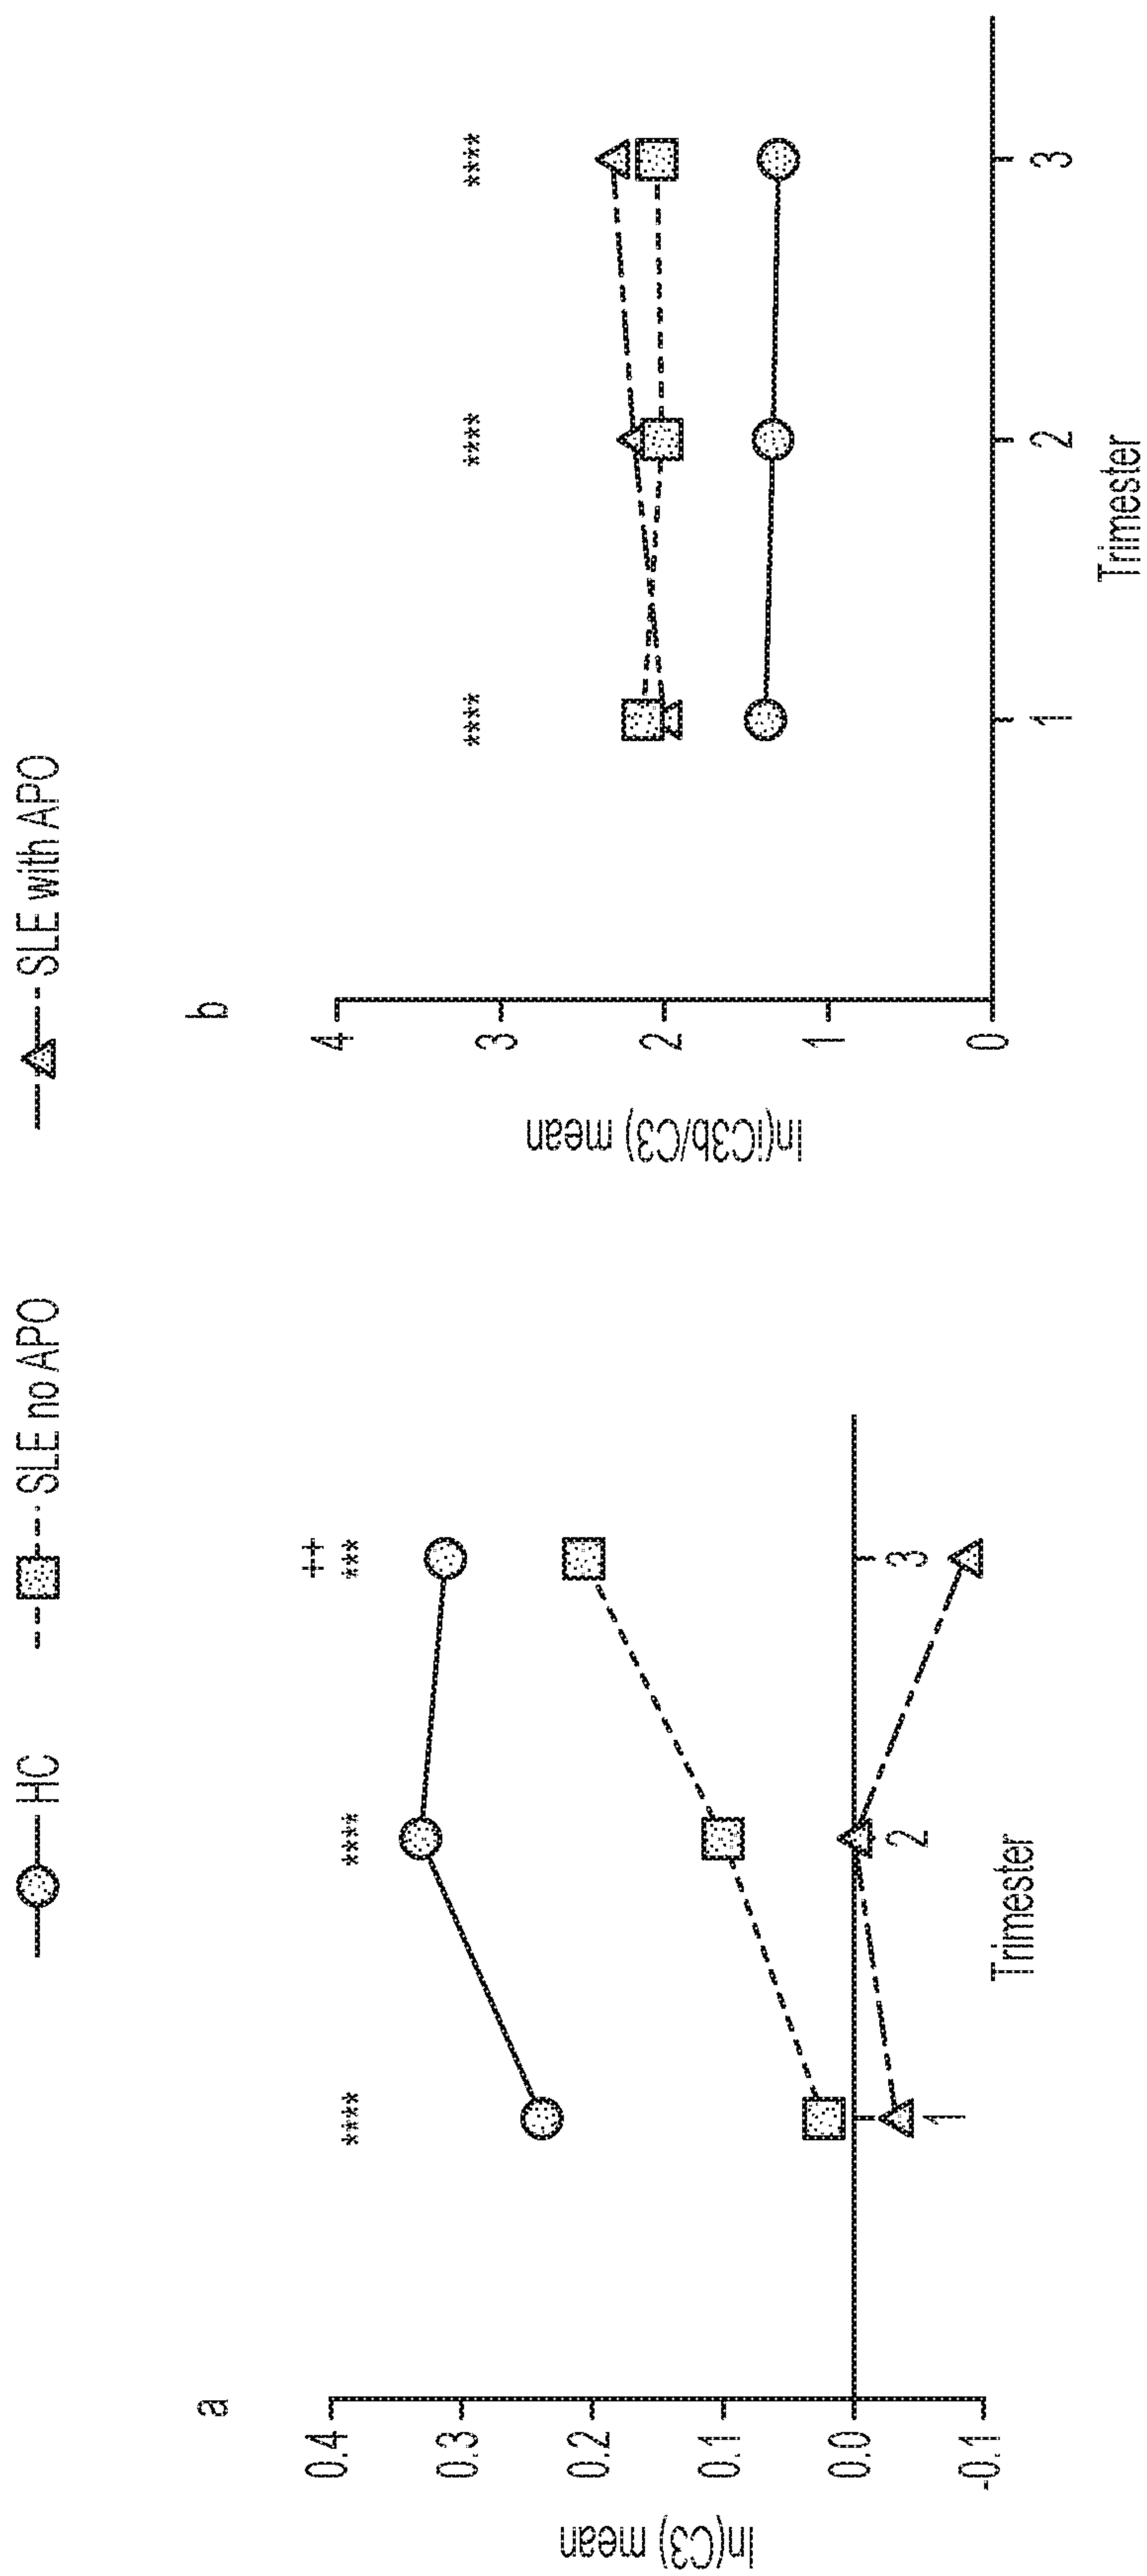 HC SLE no APO SLE with APO
a
ln(C3) mean
0.4
0.3
0.2
0.1
0.0
-0.1
**** **** ***
++
1 2 3
Trimester
b
ln(iC3b/C3) mean
4
3
2
1
0
**** **** ****
1 2 3
Trimester